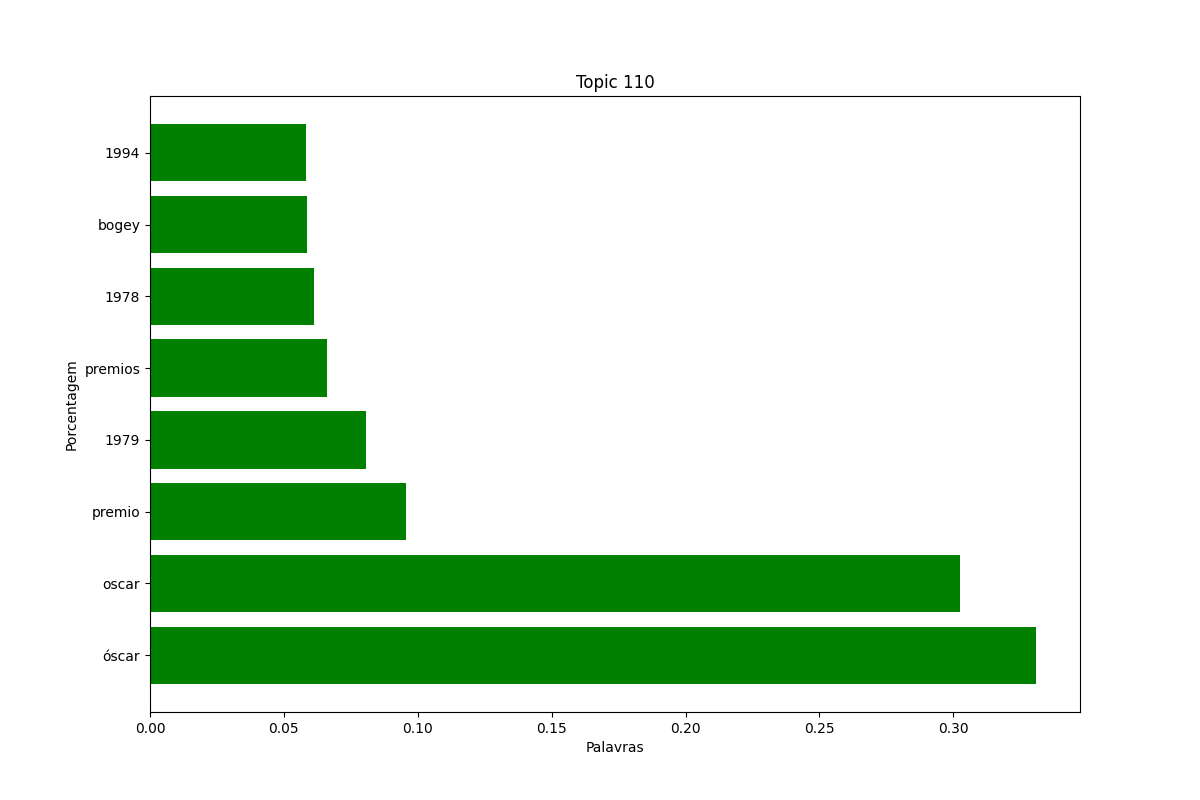 Topic 110
1994
bogey
1978
premios
1979
premio
oscar
óscar
Porcentagem
0.00 0.05 0.10 0.15 0.20 0.25 0.30
Palavras